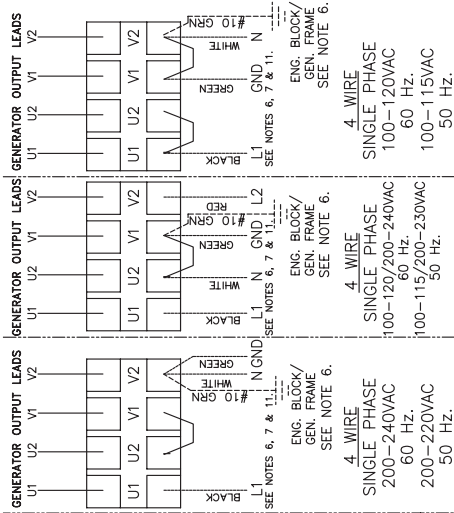 GENERATOR OUTPUT LEADS
U1 U2 V1 V2
U1 U2 V1 V2
BLACK GREEN WHITE #10 GRN
L1 GND N
SEE NOTES 6, 7 & 11.
ENG. BLOCK/
GEN. FRAME
SEE NOTE 6.
4 WIRE
SINGLE PHASE
100-120VAC
60 Hz.
100-115VAC
50 Hz.
GENERATOR OUTPUT LEADS
U1 U2 V1 V2
U1 U2 V1 V2
BLACK WHITE GREEN #10 GRN RED
L1 N GND L2
SEE NOTES 6, 7 & 11.
ENG. BLOCK/
GEN. FRAME
SEE NOTE 6.
4 WIRE
SINGLE PHASE
100-120/200-240VAC
60 Hz.
100-115/200-230VAC
50 Hz.
GENERATOR OUTPUT LEADS
U1 U2 V1 V2
U1 U2 V1 V2
BLACK #10 GRN WHITE GREEN
L1 N GND
SEE NOTES 6, 7 & 11.
ENG. BLOCK/
GEN. FRAME
SEE NOTE 6.
4 WIRE
SINGLE PHASE
200-240VAC
60 Hz.
200-220VAC
50 Hz.